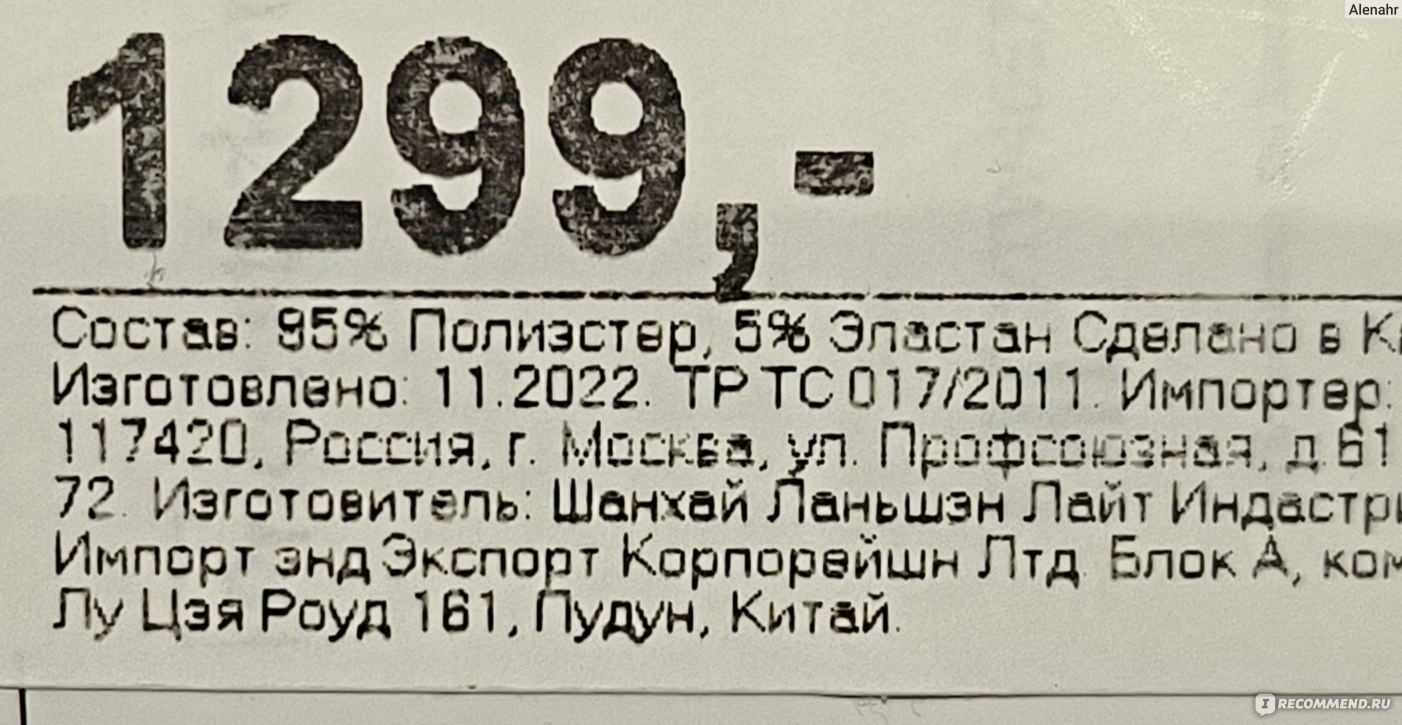 Alenahr
1299,-
Состав: 95% Полиэстер, 5% Эластан Сделано в
Изготовлено: 11.2022. ТР ТС 017/2011. Импортер:
117420, Россия, г. Москва, ул. Профсоюзная, д.61
72. Изготовитель: Шанхай Ланьшэн Лайт Индастри
Импорт энд Экспорт Корпорейшн Лтд. Блок А, ком
Лу Цзя Роуд 161, Пудун, Китай.
IRECOMMEND.RU